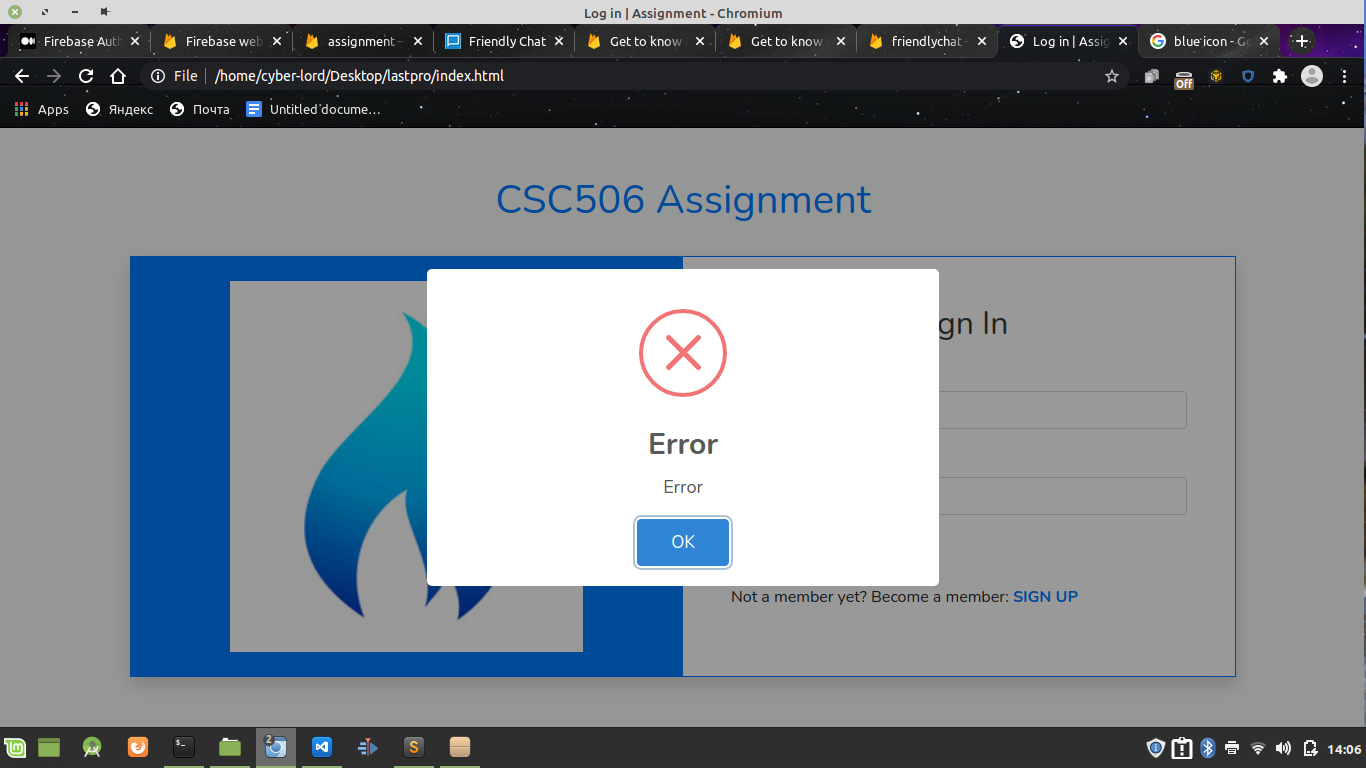 Log in | Assignment - Chromium
Firebase Auth
Firebase web
assignment –
Friendly Chat
Get to know
Get to know
friendlychat –
Log in | Assig
blue icon - Go
File
/home/cyber-lord/Desktop/lastpro/index.html
Off
Apps
Яндекс
Почта
Untitled docume...
CSC506 Assignment
gn In
Error
Error
OK
Not a member yet? Become a member: SIGN UP
2
14:06